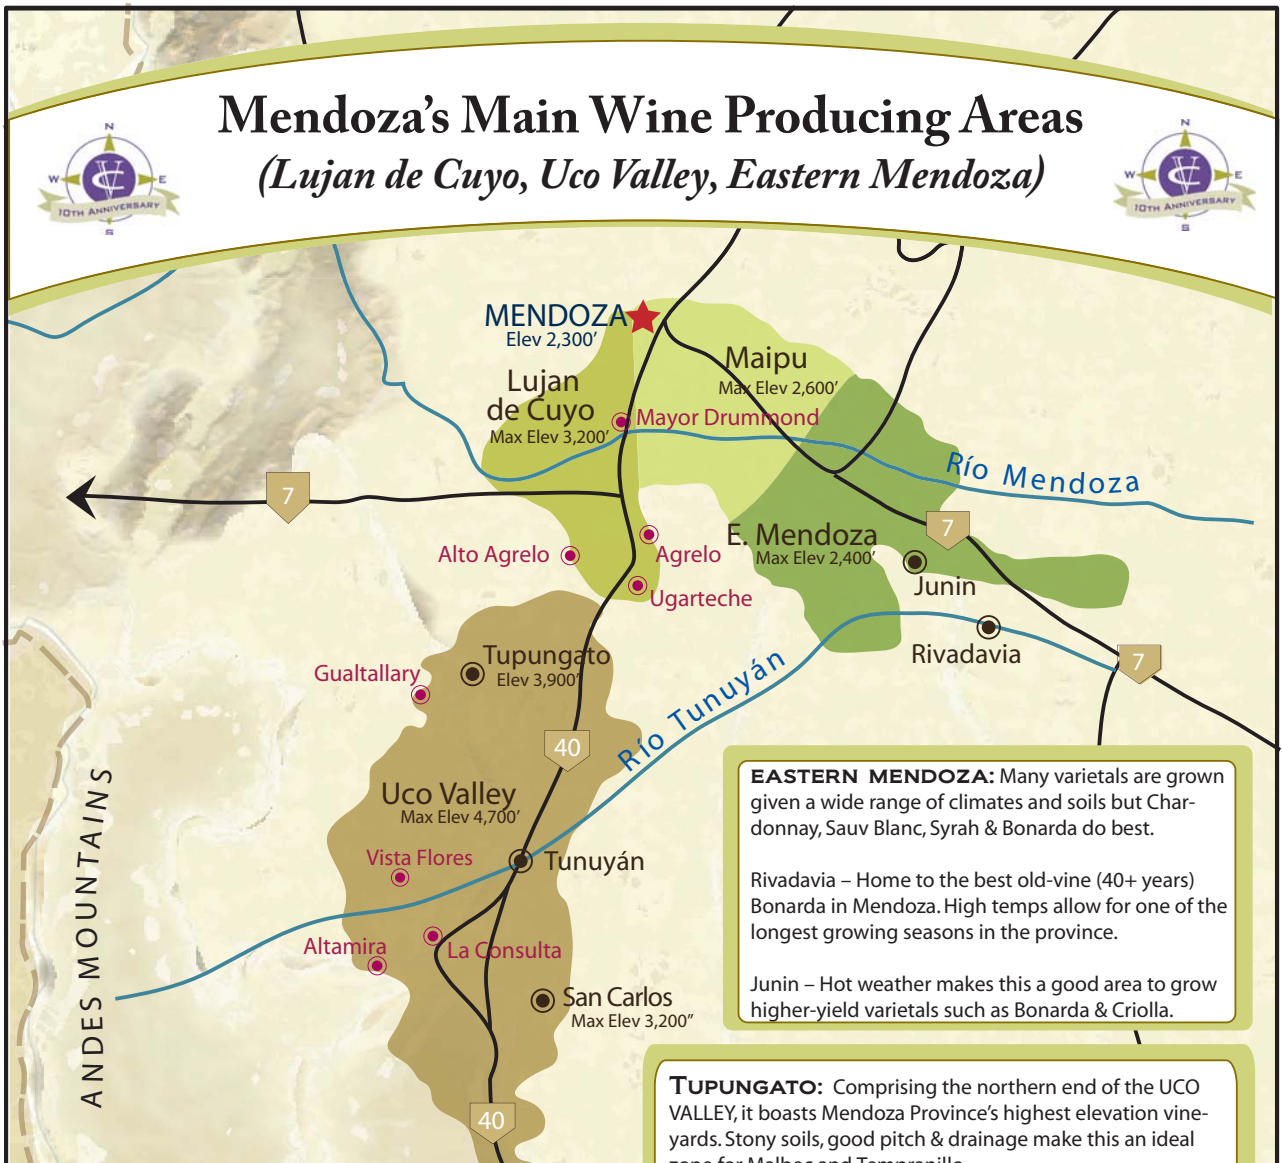 Mendoza's Main Wine Producing Areas
(Lujan de Cuyo, Uco Valley, Eastern Mendoza)
N
W E
10TH ANNIVERSARY
S
N
W E
10TH ANNIVERSARY
S
MENDOZA
Elev 2,300'
Maipu
Max Elev 2,600'
Lujan
de Cuyo
Max Elev 3,200'
Mayor Drummond
Río Mendoza
7
7
E. Mendoza
Max Elev 2,400'
Alto Agrelo
Agrelo
Junin
Ugarteche
Rivadavia
7
Tupungato
Elev 3,900'
Gualtallary
Río Tunuyán
40
Uco Valley
Max Elev 4,700'
Vista Flores
Tunuyán
Altamira
La Consulta
San Carlos
Max Elev 3,200"
40
ANDES MOUNTAINS
EASTERN MENDOZA: Many varietals are grown
given a wide range of climates and soils but Char-
donnay, Sauv Blanc, Syrah & Bonarda do best.
Rivadavia – Home to the best old-vine (40+ years)
Bonarda in Mendoza. High temps allow for one of the
longest growing seasons in the province.
Junin – Hot weather makes this a good area to grow
higher-yield varietals such as Bonarda & Criolla.
TUPUNGATO: Comprising the northern end of the UCO
VALLEY, it boasts Mendoza Province's highest elevation vine-
yards. Stony soils, good pitch & drainage make this an ideal
zone for Malbec and Tempranillo